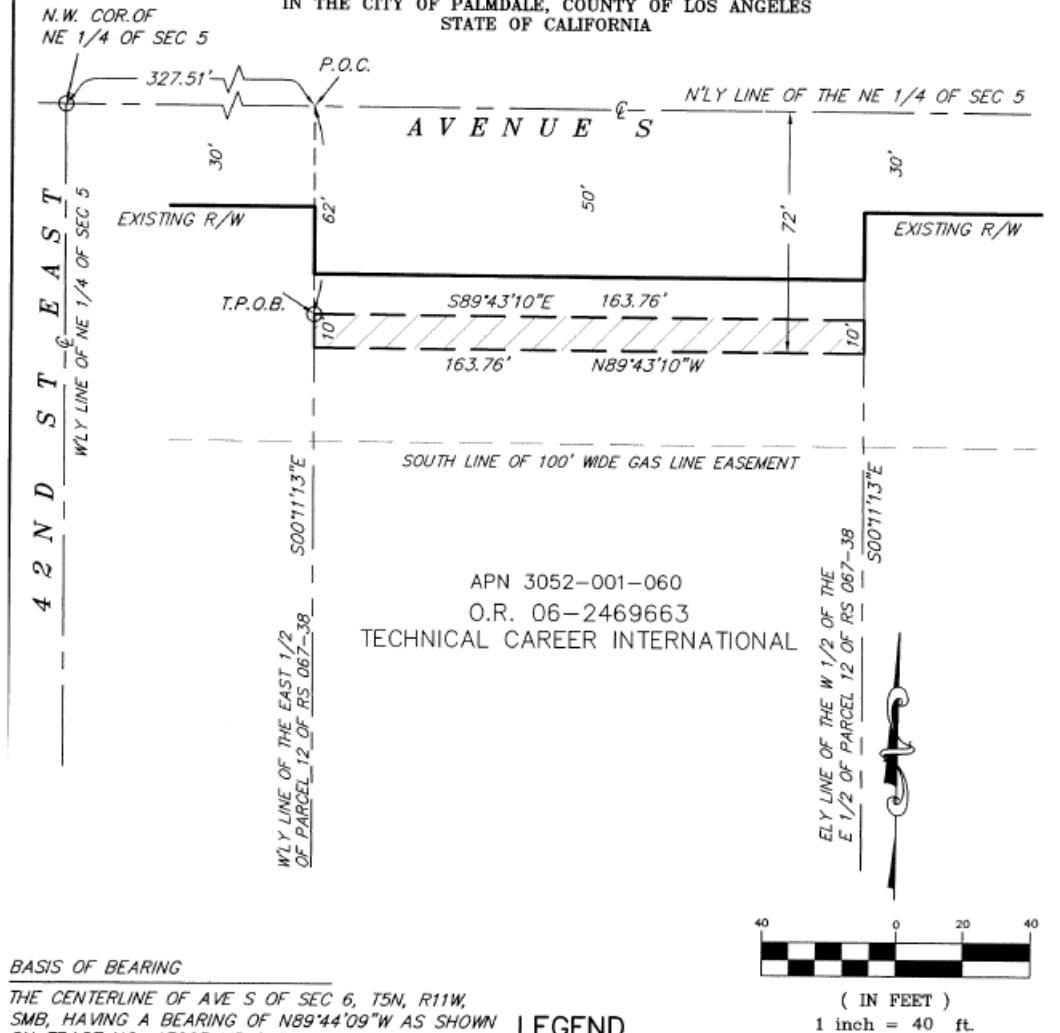 IN THE CITY OF PALMDALE, COUNTY OF LOS ANGELES
STATE OF CALIFORNIA
N.W. COR. OF
NE 1/4 OF SEC 5
327.51'
P.O.C.
N'LY LINE OF THE NE 1/4 OF SEC 5
AVENUE S
30'
62'
50'
72'
30'
EXISTING R/W
EXISTING R/W
T.P.O.B.
S89°43'10"E 163.76'
10'
10'
163.76' N89°43'10"W
42ND ST EAST
W'LY LINE OF NE 1/4 OF SEC 5
SOUTH LINE OF 100' WIDE GAS LINE EASEMENT
S00°11'13"E
S00°11'13"E
APN 3052-001-060
O.R. 06-2469663
TECHNICAL CAREER INTERNATIONAL
W'LY LINE OF THE EAST 1/2
OF PARCEL 12 OF RS 067-38
ELY LINE OF THE W 1/2 OF THE
E 1/2 OF PARCEL 12 OF RS 067-38
40 0 20 40
( IN FEET )
1 inch = 40 ft.
BASIS OF BEARING
THE CENTERLINE OF AVE S OF SEC 6, T5N, R11W,
SMB, HAVING A BEARING OF N89°44'09"W AS SHOWN
LEGEND